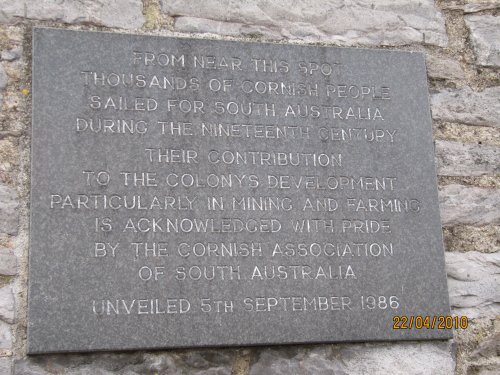 FROM NEAR THIS SPOT
THOUSANDS OF CORNISH PEOPLE
SAILED FOR SOUTH AUSTRALIA
DURING THE NINETEENTH CENTURY
THEIR CONTRIBUTION
TO THE COLONYS DEVELOPMENT
PARTICULARLY IN MINING AND FARMING
IS ACKNOWLEDGED WITH PRIDE
BY THE CORNISH ASSOCIATION
OF SOUTH AUSTRALIA
UNVEILED 5TH SEPTEMBER 1986
22/04/2010